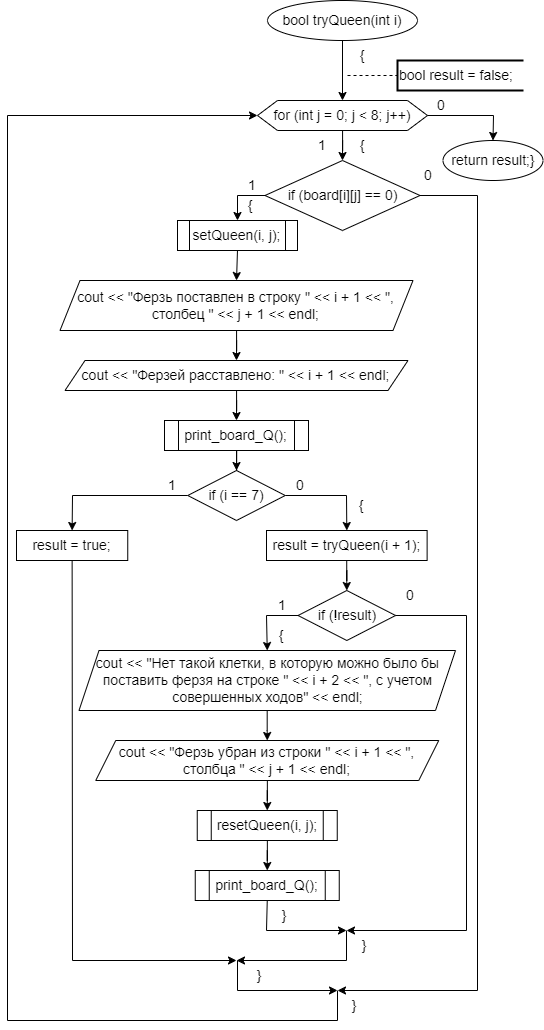 bool tryQueen(int i)
{
bool result = false;
for (int j = 0; j < 8; j++)
0
1
{
return result;}
if (board[i][j] == 0)
0
1
{
setQueen(i, j);
cout << "Ферзь поставлен в строку " << i + 1 << ",
столбец " << j + 1 << endl;
cout << "Ферзей расставлено: " << i + 1 << endl;
print_board_Q();
if (i == 7)
1
0
{
result = true;
result = tryQueen(i + 1);
if (!result)
1
0
{
cout << "Нет такой клетки, в которую можно было бы
поставить ферзя на строке " << i + 2 << ", с учетом
совершенных ходов" << endl;
cout << "Ферзь убран из строки " << i + 1 << ",
столбца " << j + 1 << endl;
resetQueen(i, j);
print_board_Q();
}
}
}
}